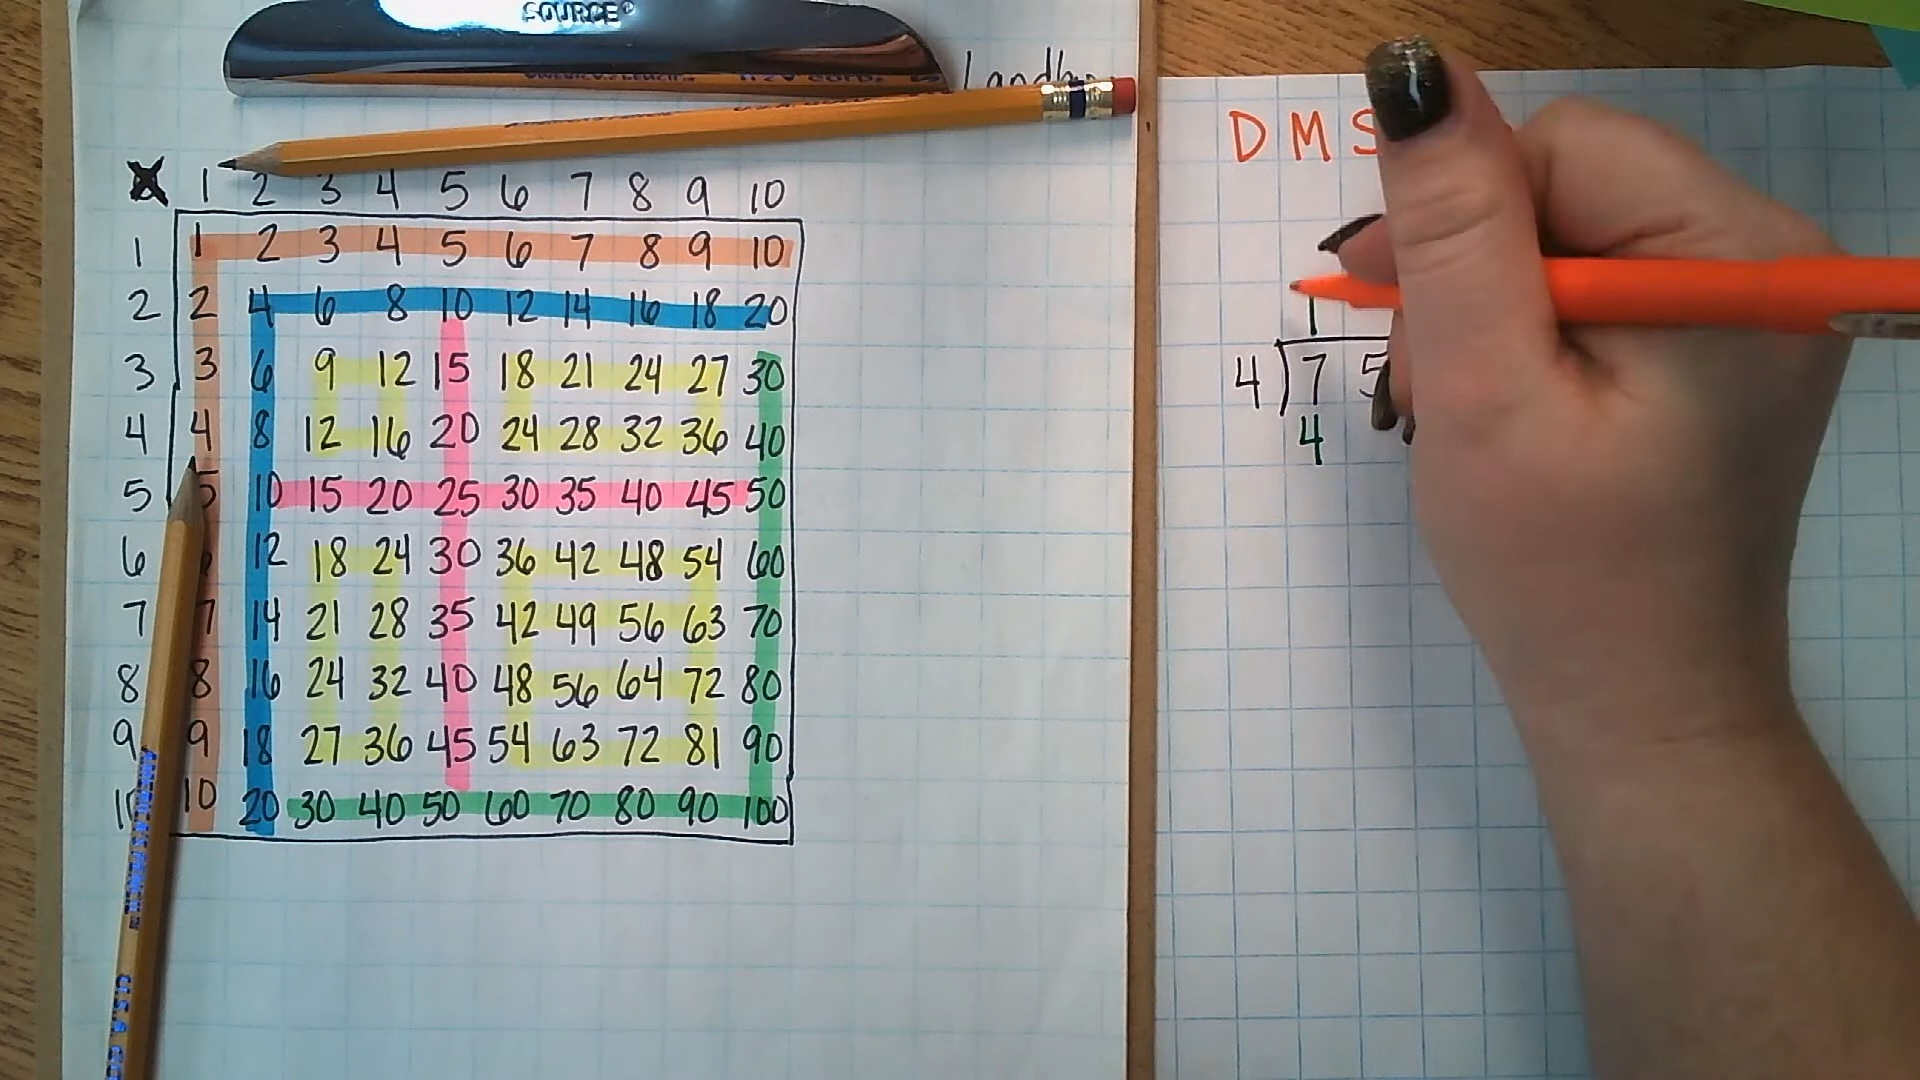 SOURCE®
X 1 2 3 4 5 6 7 8 9 10
1 1 2 3 4 5 6 7 8 9 10
2 2 4 6 8 10 12 14 16 18 20
3 3 6 9 12 15 18 21 24 27 30
4 4 8 12 16 20 24 28 32 36 40
5 5 10 15 20 25 30 35 40 45 50
6 12 18 24 30 36 42 48 54 60
7 7 14 21 28 35 42 49 56 63 70
8 8 16 24 32 40 48 56 64 72 80
9 9 18 27 36 45 54 63 72 81 90
10 10 20 30 40 50 60 70 80 90 100
U.S.A.
D M S
1
4 7 5
4